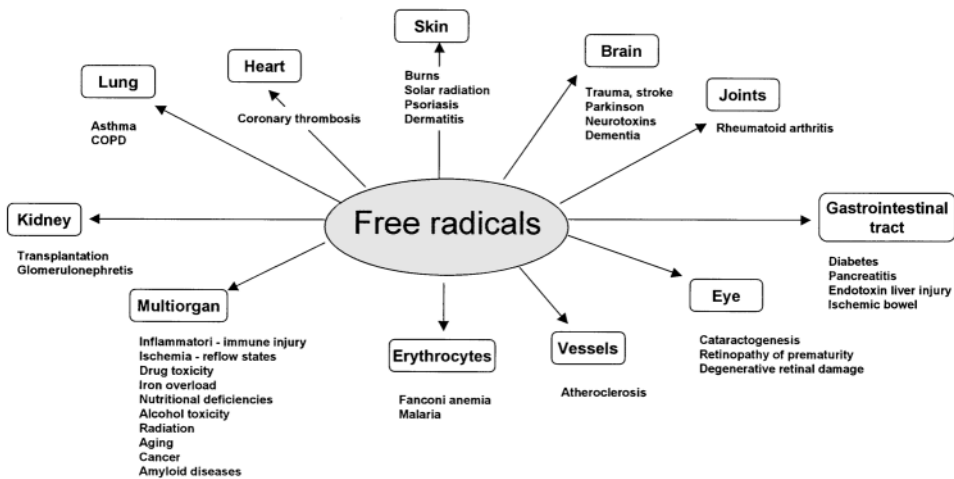 Skin
Burns
Solar radiation
Psoriasis
Dermatitis
Brain
Trauma, stroke
Parkinson
Neurotoxins
Dementia
Heart
Coronary thrombosis
Lung
Asthma
COPD
Joints
Rheumatoid arthritis
Free radicals
Kidney
Transplantation
Glomerulonephretis
Gastrointestinal
tract
Diabetes
Pancreatitis
Endotoxin liver injury
Ischemic bowel
Multiorgan
Inflammatori - immune injury
Ischemia - reflow states
Drug toxicity
Iron overload
Nutritional deficiencies
Alcohol toxicity
Radiation
Aging
Cancer
Amyloid diseases
Erythrocytes
Fanconi anemia
Malaria
Vessels
Atheroclerosis
Eye
Cataractogenesis
Retinopathy of prematurity
Degenerative retinal damage